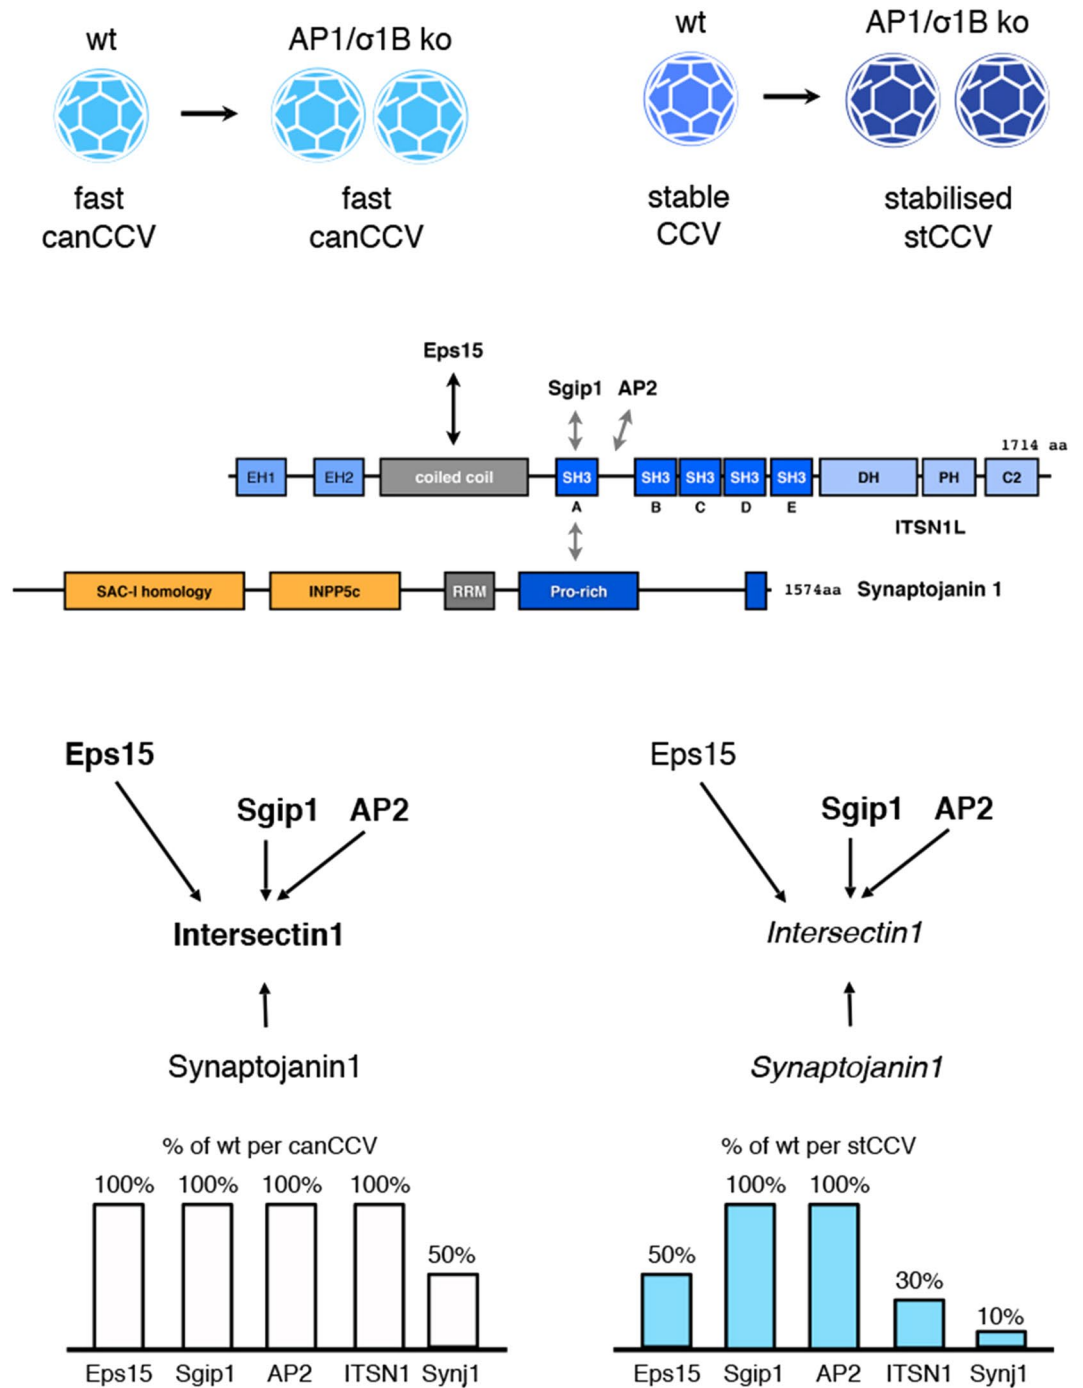 wt
AP1/σ1B ko
wt
AP1/σ1B ko
fast
canCCV
fast
canCCV
stable
CCV
stabilised
stCCV
Eps15
Sgip1
AP2
1714 aa
EH1
EH2
coiled coil
SH3
SH3
SH3
SH3
SH3
DH
PH
C2
A
B
C
D
E
ITSN1L
SAC-I homology
INPP5c
RRM
Pro-rich
1574aa
Synaptojanin 1
Eps15
Sgip1
AP2
Intersectin1
Synaptojanin1
Eps15
Sgip1
AP2
Intersectin1
Synaptojanin1
% of wt per canCCV
100%
100%
100%
100%
50%
Eps15
Sgip1
AP2
ITSN1
Synj1
% of wt per stCCV
50%
100%
100%
30%
10%
Eps15
Sgip1
AP2
ITSN1
Synj1